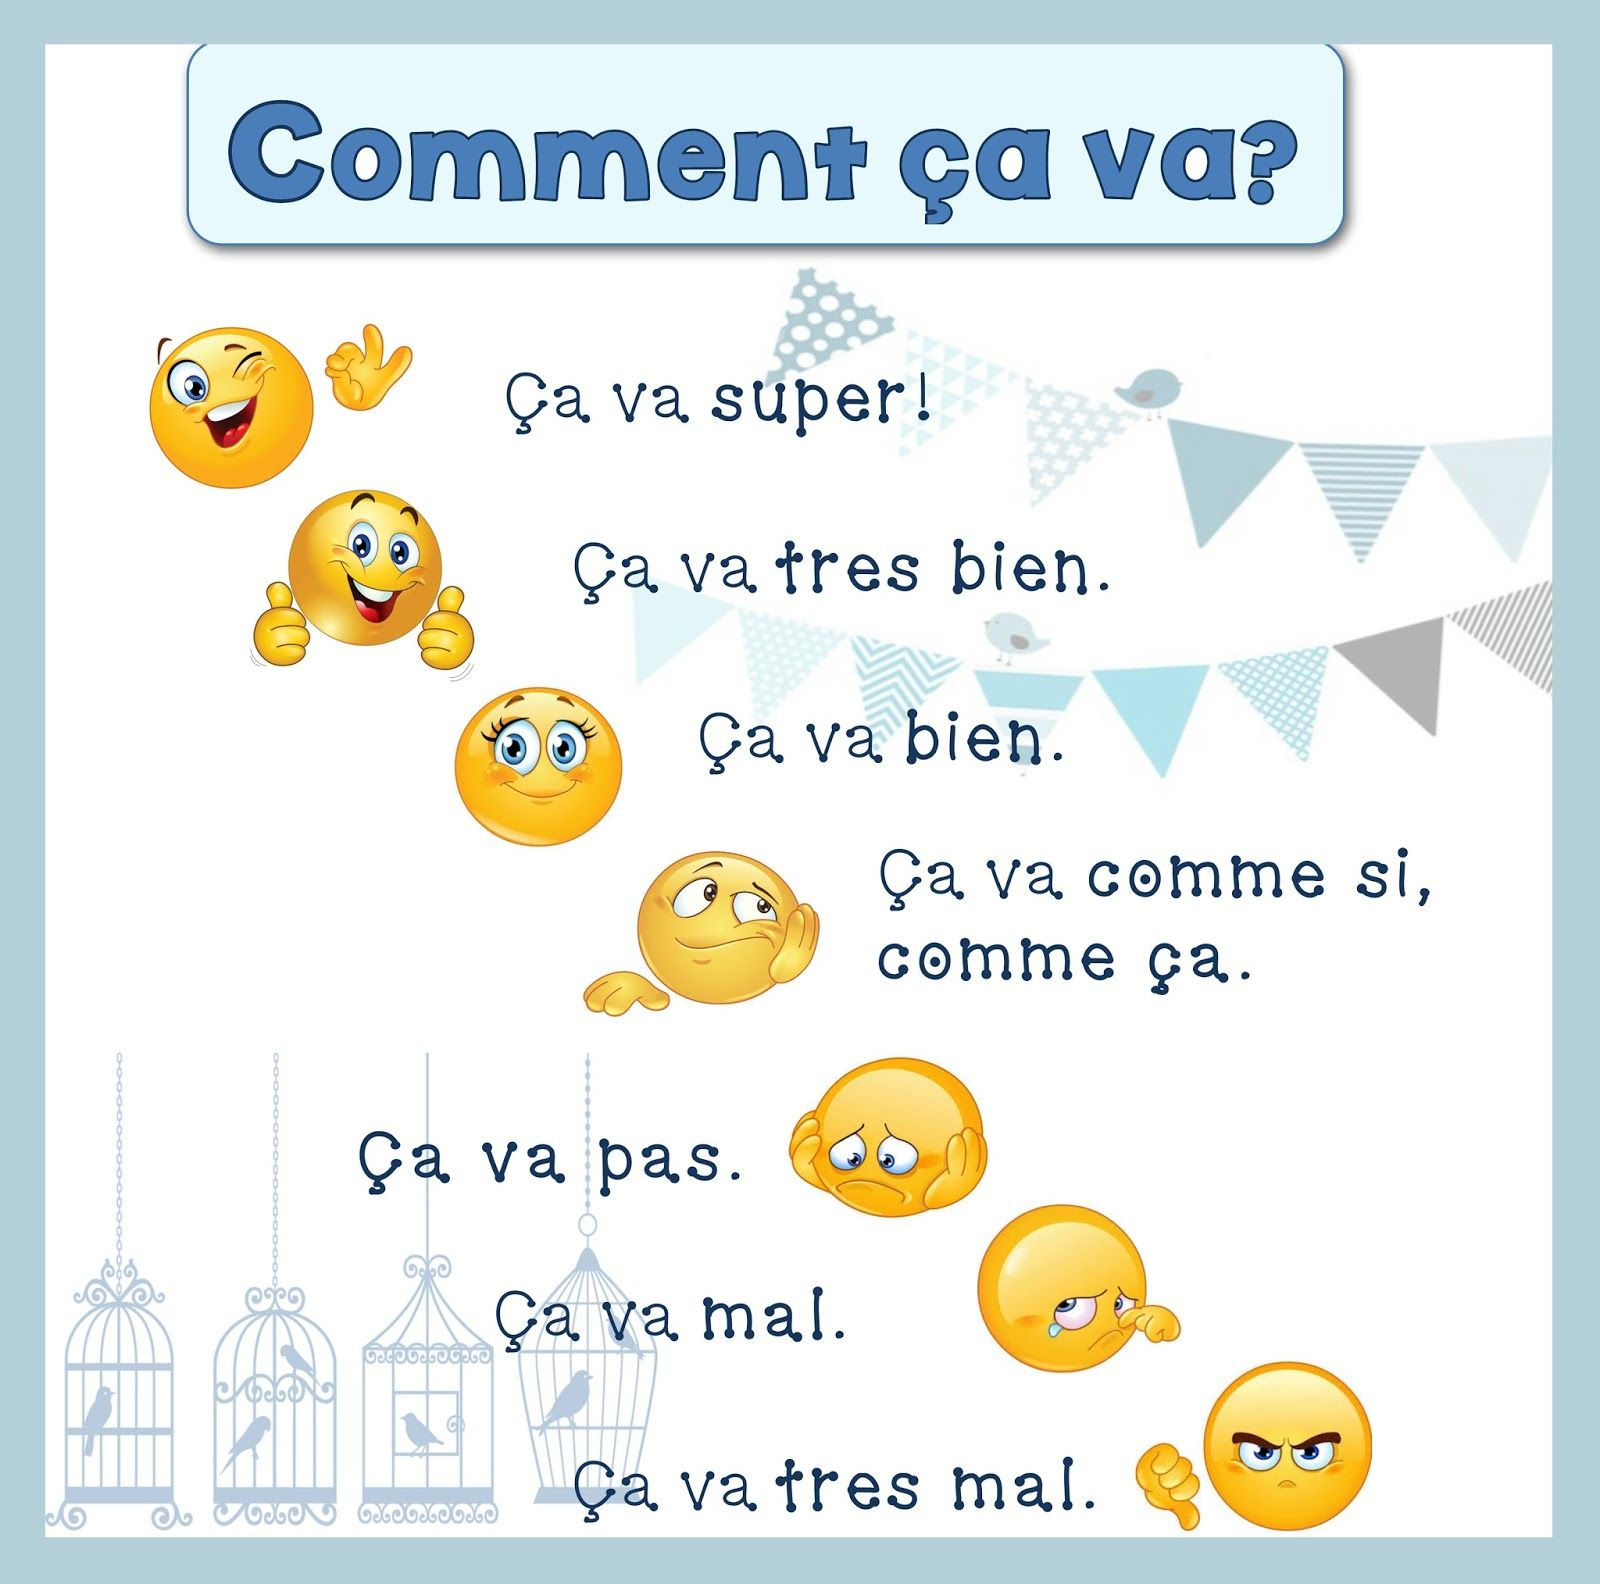 Comment ça va?
Ça va super!
Ça va tres bien.
Ça va bien.
Ça va comme si,
comme ça.
Ça va pas.
Ça va mal.
Ça va tres mal.